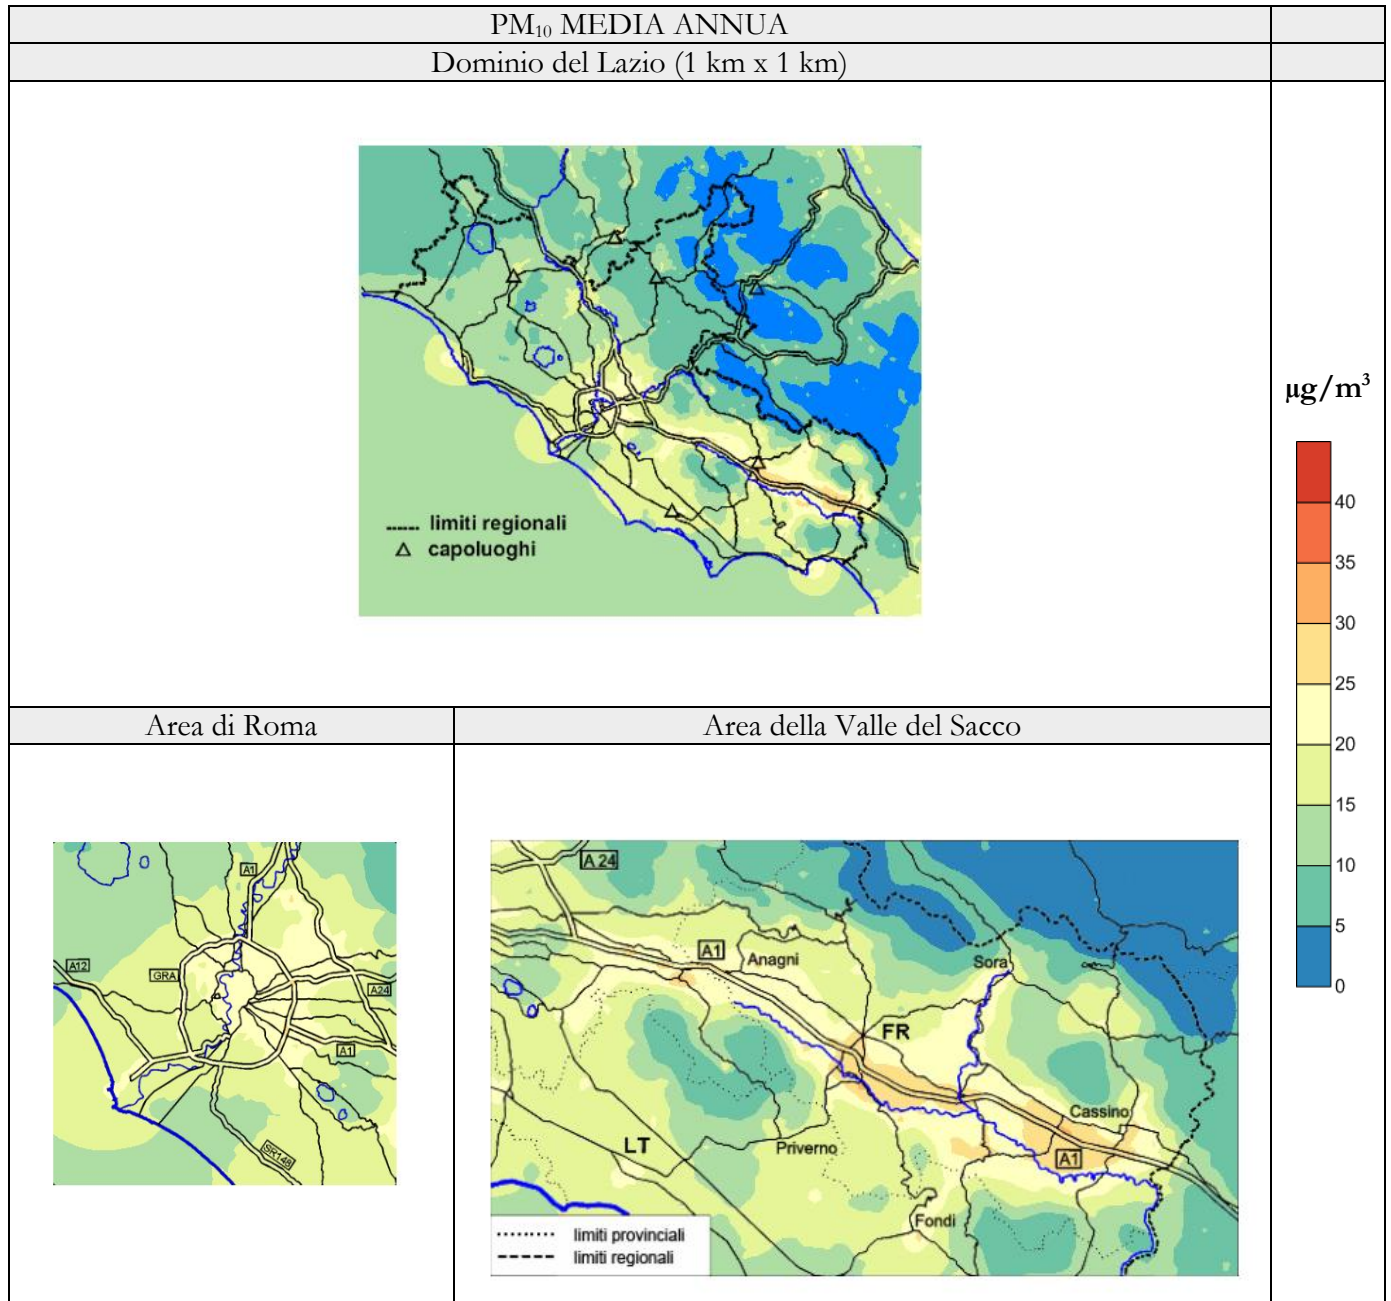 PM₁₀ MEDIA ANNUA
Dominio del Lazio (1 km x 1 km)
limiti regionali
capoluoghi
µg/m³
40
35
30
25
20
15
10
5
0
Area di Roma
Area della Valle del Sacco
A1
A12
GRA
A24
A1
SR148
A 24
A1
Anagni
Sora
FR
Cassino
LT
Priverno
A1
Fondi
limiti provinciali
limiti regionali